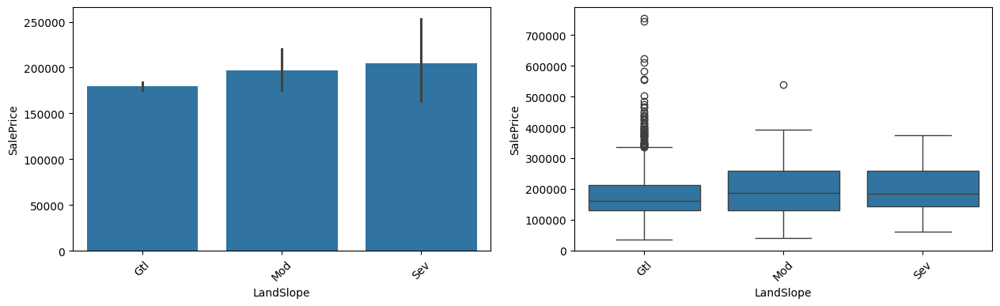 250000
200000
150000
100000
50000
0
SalePrice
Gtl
Mod
Sev
LandSlope
700000
600000
500000
400000
300000
200000
100000
0
SalePrice
Gtl
Mod
Sev
LandSlope